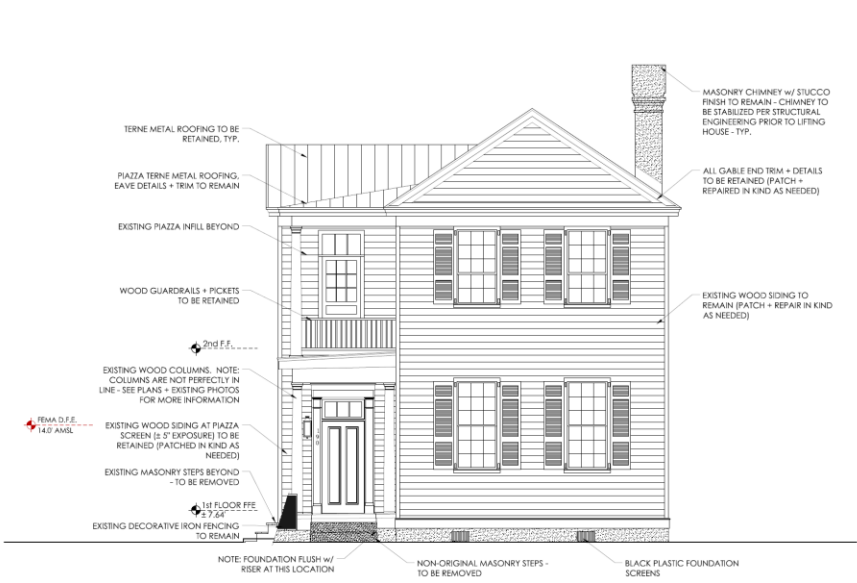 MASONRY CHIMNEY w/ STUCCO
FINISH TO REMAIN - CHIMNEY TO
BE STABILIZED PER STRUCTURAL
ENGINEERING PRIOR TO LIFTING
HOUSE - TYP.
TERNE METAL ROOFING TO BE
RETAINED, TYP.
PIAZZA TERNE METAL ROOFING,
EAVE DETAILS + TRIM TO REMAIN
ALL GABLE END TRIM + DETAILS
TO BE RETAINED (PATCH +
REPAIRED IN KIND AS NEEDED)
EXISTING PIAZZA INFILL BEYOND
WOOD GUARDRAILS + PICKETS
TO BE RETAINED
EXISTING WOOD SIDING TO
REMAIN (PATCH + REPAIR IN KIND
AS NEEDED)
2nd F.F.
EXISTING WOOD COLUMNS. NOTE:
COLUMNS ARE NOT PERFECTLY IN
LINE - SEE PLANS + EXISTING PHOTOS
FOR MORE INFORMATION
FEMA D.F.E.
14.0' AMSL
EXISTING WOOD SIDING AT PIAZZA
SCREEN (± 5" EXPOSURE) TO BE
RETAINED (PATCHED IN KIND AS
NEEDED)
EXISTING MASONRY STEPS BEYOND
- TO BE REMOVED
1st FLOOR FFE
± 7.64'
EXISTING DECORATIVE IRON FENCING
TO REMAIN
NOTE: FOUNDATION FLUSH w/
RISER AT THIS LOCATION
NON-ORIGINAL MASONRY STEPS -
TO BE REMOVED
BLACK PLASTIC FOUNDATION
SCREENS